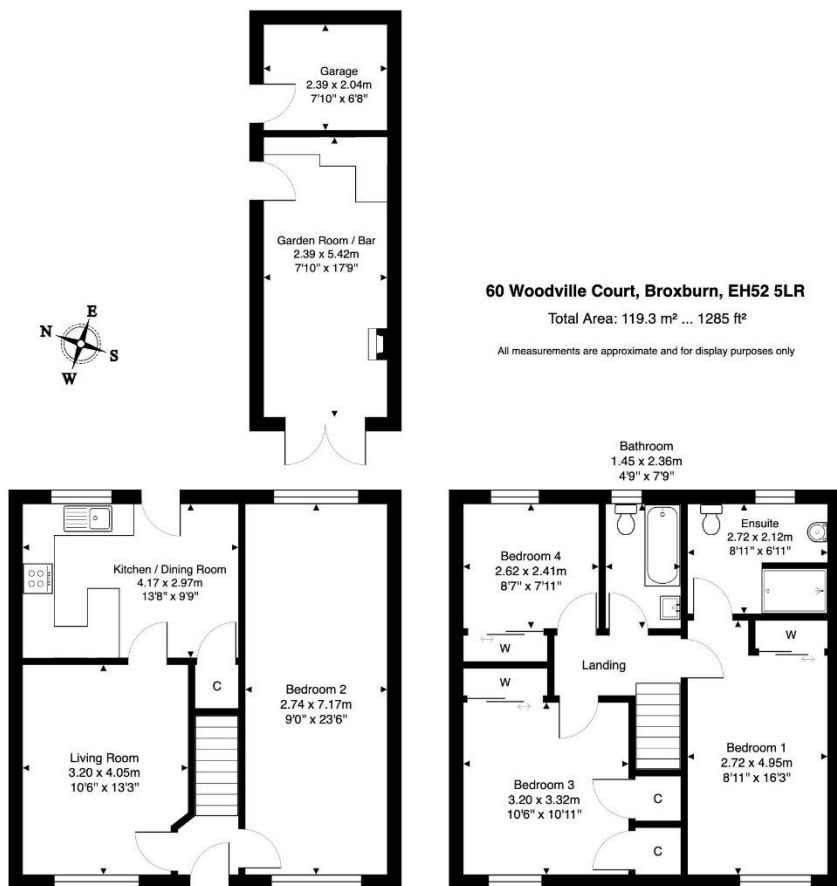 Garage
2.39 x 2.04m
7'10" x 6'8"
Garden Room / Bar
2.39 x 5.42m
7'10" x 17'9"
60 Woodville Court, Broxburn, EH52 5LR
Total Area: 119.3 m² ... 1285 ft²
All measurements are approximate and for display purposes only
E
N
S
W
Kitchen / Dining Room
4.17 x 2.97m
13'8" x 9'9"
C
Living Room
3.20 x 4.05m
10'6" x 13'3"
Bedroom 2
2.74 x 7.17m
9'0" x 23'6"
Bathroom
1.45 x 2.36m
4'9" x 7'9"
Bedroom 4
2.62 x 2.41m
8'7" x 7'11"
Ensuite
2.72 x 2.12m
8'11" x 6'11"
W
W
W
Landing
Bedroom 3
3.20 x 3.32m
10'6" x 10'11"
Bedroom 1
2.72 x 4.95m
8'11" x 16'3"
C
C